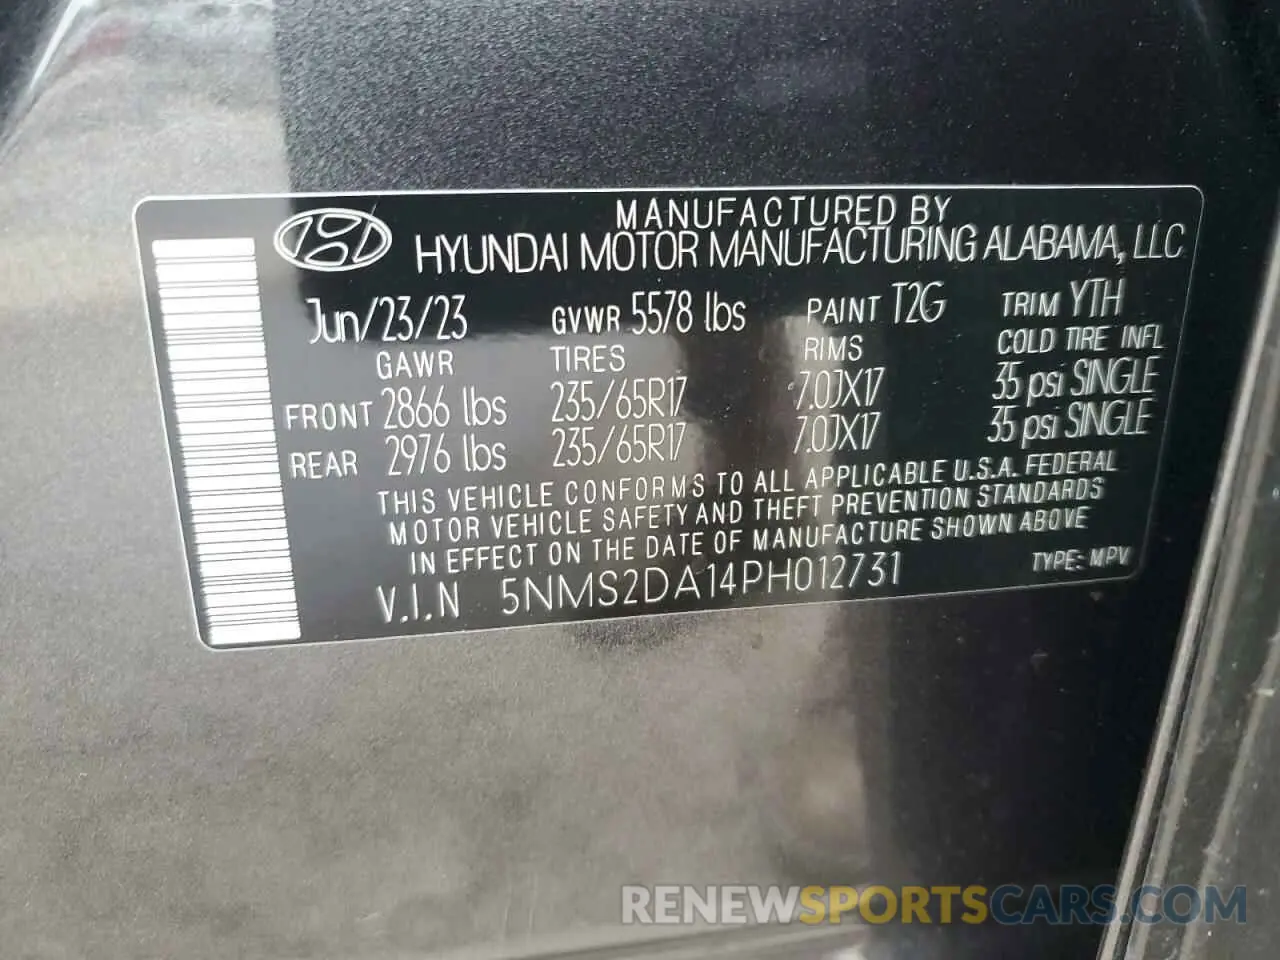 MANUFACTURED BY
HYUNDAI MOTOR MANUFACTURING ALABAMA, LLC
Jun/23/23 GVWR 5578 lbs PAINT T2G TRIM YTH
GAWR TIRES RIMS COLD TIRE INFL
FRONT 2866 lbs 235/65R17 7.0JX17 35 psi SINGLE
REAR 2976 lbs 235/65R17 7.0JX17 35 psi SINGLE
THIS VEHICLE CONFORMS TO ALL APPLICABLE U.S.A. FEDERAL
MOTOR VEHICLE SAFETY AND THEFT PREVENTION STANDARDS
IN EFFECT ON THE DATE OF MANUFACTURE SHOWN ABOVE
V.I.N 5NMS2DA14PH012731 TYPE: MPV
RENEWSPORTSCARS.COM